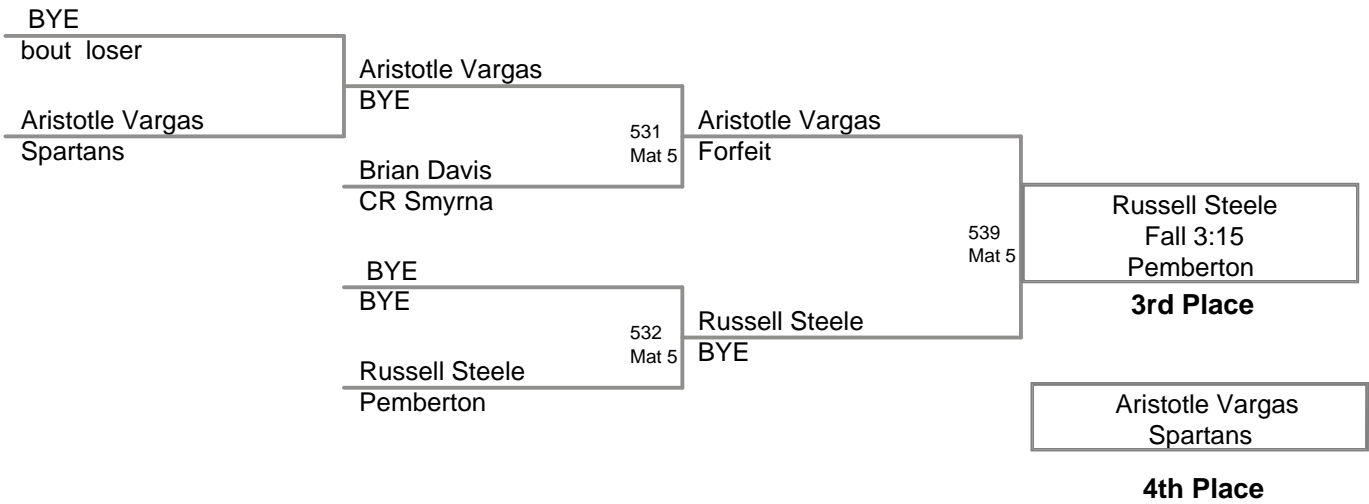 BYE
bout loser
Aristotle Vargas
Spartans
Aristotle Vargas
BYE
531
Mat 5
Brian Davis
CR Smyrna
BYE
BYE
532
Mat 5
Russell Steele
Pemberton
Aristotle Vargas
Forfeit
539
Mat 5
Russell Steele
BYE
Russell Steele
Fall 3:15
Pemberton
3rd Place
Aristotle Vargas
Spartans
4th Place